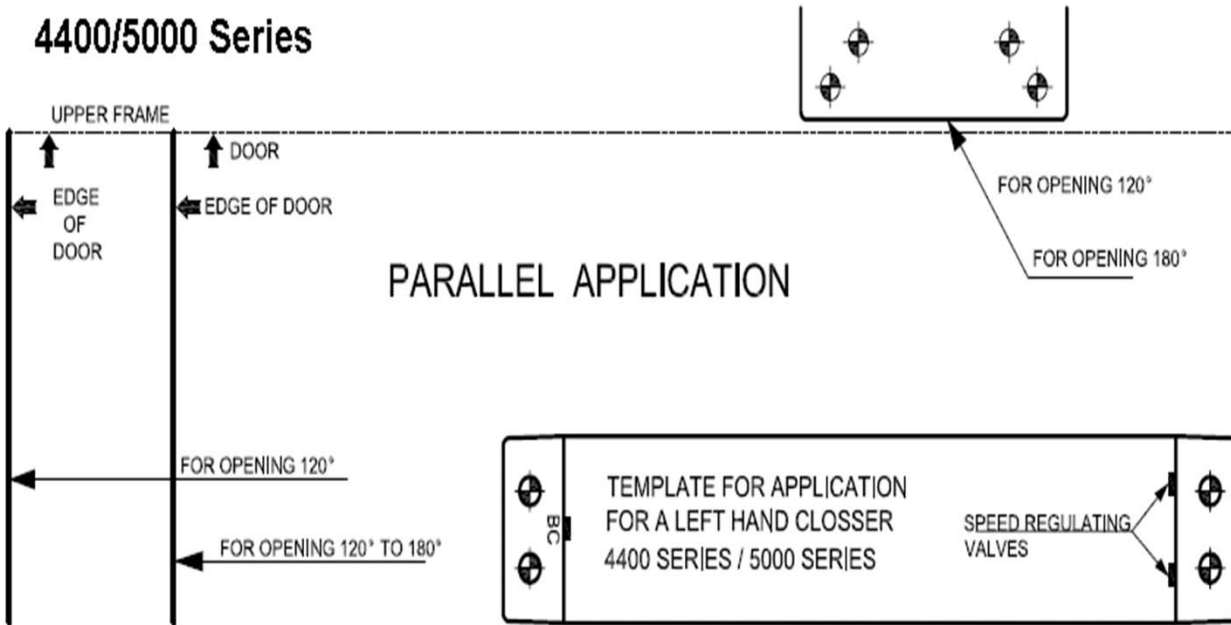 4400/5000 Series
UPPER FRAME
DOOR
EDGE
OF
DOOR
EDGE OF DOOR
FOR OPENING 120°
FOR OPENING 180°
PARALLEL APPLICATION
FOR OPENING 120°
FOR OPENING 120° TO 180°
BC
TEMPLATE FOR APPLICATION
FOR A LEFT HAND CLOSSER
4400 SERIES / 5000 SERIES
SPEED REGULATING
VALVES